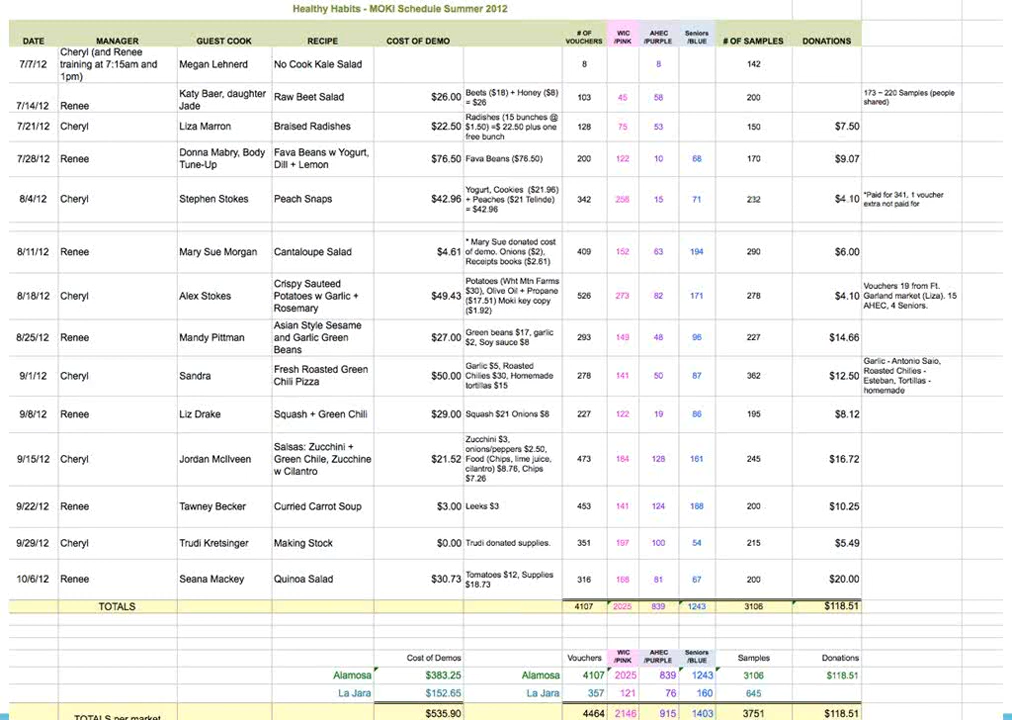 Healthy Habits - MOKI Schedule Summer 2012
DATE MANAGER GUEST COOK RECIPE COST OF DEMO # OF VOUCHERS WIC /PINK AHEC /PURPLE Seniors /BLUE # OF SAMPLES DONATIONS
7/7/12 Cheryl (and Renee training at 7:15am and 1pm) Megan Lehnerd No Cook Kale Salad 8 8 142
7/14/12 Renee Katy Baer, daughter Jade Raw Beet Salad $26.00 Beets ($18) + Honey ($8) = $26 103 45 58 200 173 – 220 Samples (people shared)
7/21/12 Cheryl Liza Marron Braised Radishes $22.50 Radishes (15 bunches @ $1.50) =$ 22.50 plus one free bunch 128 75 53 150 $7.50
7/28/12 Renee Donna Mabry, Body Tune-Up Fava Beans w Yogurt, Dill + Lemon $76.50 Fava Beans ($76.50) 200 122 10 68 170 $9.07
8/4/12 Cheryl Stephen Stokes Peach Snaps $42.96 Yogurt, Cookies ($21.96) + Peaches ($21 Telinde) = $42.96 342 256 15 71 232 $4.10 *Paid for 341, 1 voucher extra not paid for
8/11/12 Renee Mary Sue Morgan Cantaloupe Salad $4.61 * Mary Sue donated cost of demo. Onions ($2), Receipts books ($2.61) 409 152 63 194 290 $6.00
8/18/12 Cheryl Alex Stokes Crispy Sauteed Potatoes w Garlic + Rosemary $49.43 Potatoes (Wht Mtn Farms $30), Olive Oil + Propane ($17.51) Moki key copy ($1.92) 526 273 82 171 278 $4.10 Vouchers 19 from Ft. Garland market (Liza). 15 AHEC, 4 Seniors.
8/25/12 Renee Mandy Pittman Asian Style Sesame and Garlic Green Beans $27.00 Green beans $17, garlic $2, Soy sauce $8 293 149 48 96 227 $14.66
9/1/12 Cheryl Sandra Fresh Roasted Green Chili Pizza $50.00 Garlic $5, Roasted Chilies $30, Homemade tortillas $15 278 141 50 87 362 $12.50 Garlic - Antonio Saio, Roasted Chilies - Esteban, Tortillas - homemade
9/8/12 Renee Liz Drake Squash + Green Chili $29.00 Squash $21 Onions $8 227 122 19 86 195 $8.12
9/15/12 Cheryl Jordan McIlveen Salsas: Zucchini + Green Chile, Zucchine w Cilantro $21.52 Zucchini $3, onions/peppers $2.50, Food (Chips, lime juice, cilantro) $8.76, Chips $7.26 473 184 128 161 245 $16.72
9/22/12 Renee Tawney Becker Curried Carrot Soup $3.00 Leeks $3 453 141 124 188 200 $10.25
9/29/12 Cheryl Trudi Kretsinger Making Stock $0.00 Trudi donated supplies. 351 197 100 54 215 $5.49
10/6/12 Renee Seana Mackey Quinoa Salad $30.73 Tomatoes $12, Supplies $18.73 316 168 81 67 200 $20.00
TOTALS 4107 2025 839 1243 3106 $118.51
Cost of Demos Vouchers WIC /PINK AHEC /PURPLE Seniors /BLUE Samples Donations
Alamosa $383.25 Alamosa 4107 2025 839 1243 3106 $118.51
La Jara $152.65 La Jara 357 121 76 160 645
TOTALS per market $535.90 4464 2146 915 1403 3751 $118.51